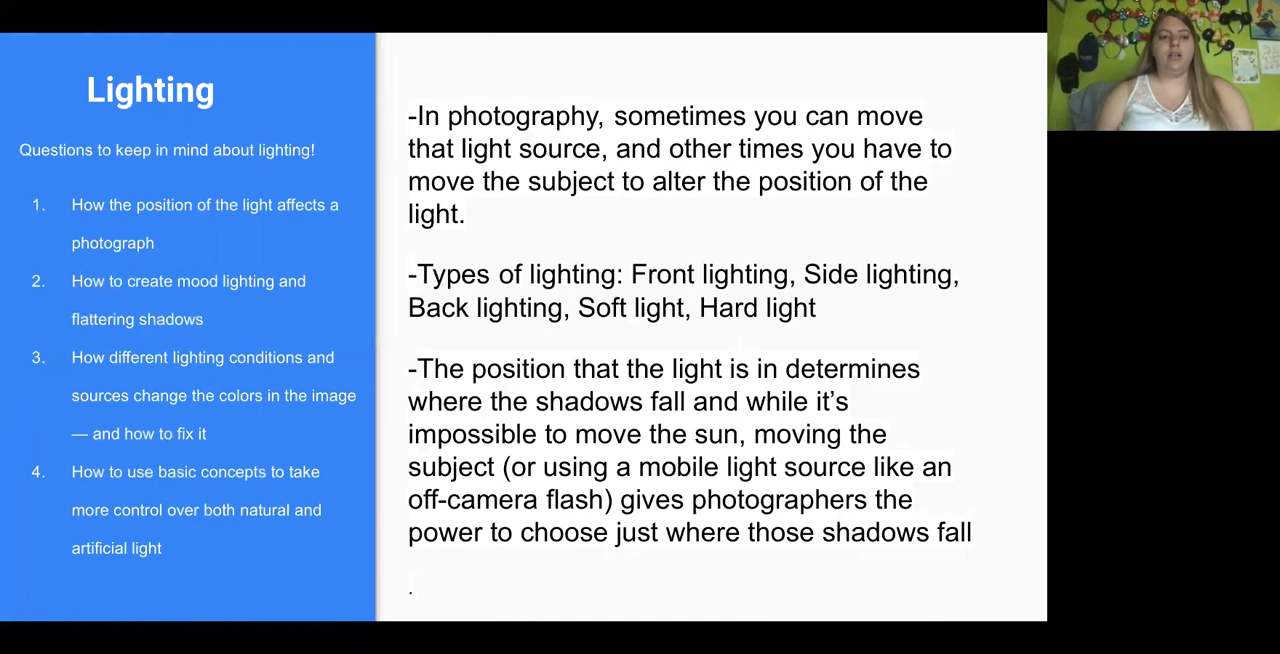 Lighting
Questions to keep in mind about lighting!
1. How the position of the light affects a
photograph
2. How to create mood lighting and
flattering shadows
3. How different lighting conditions and
sources change the colors in the image
— and how to fix it
4. How to use basic concepts to take
more control over both natural and
artificial light
-In photography, sometimes you can move
that light source, and other times you have to
move the subject to alter the position of the
light.
-Types of lighting: Front lighting, Side lighting,
Back lighting, Soft light, Hard light
-The position that the light is in determines
where the shadows fall and while it’s
impossible to move the sun, moving the
subject (or using a mobile light source like an
off-camera flash) gives photographers the
power to choose just where those shadows fall
.